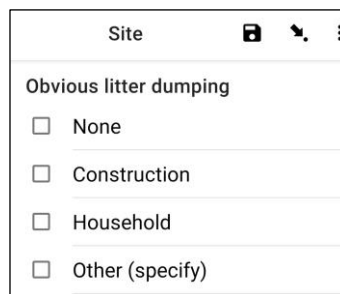 Site
Obvious litter dumping
None
Construction
Household
Other (specify)